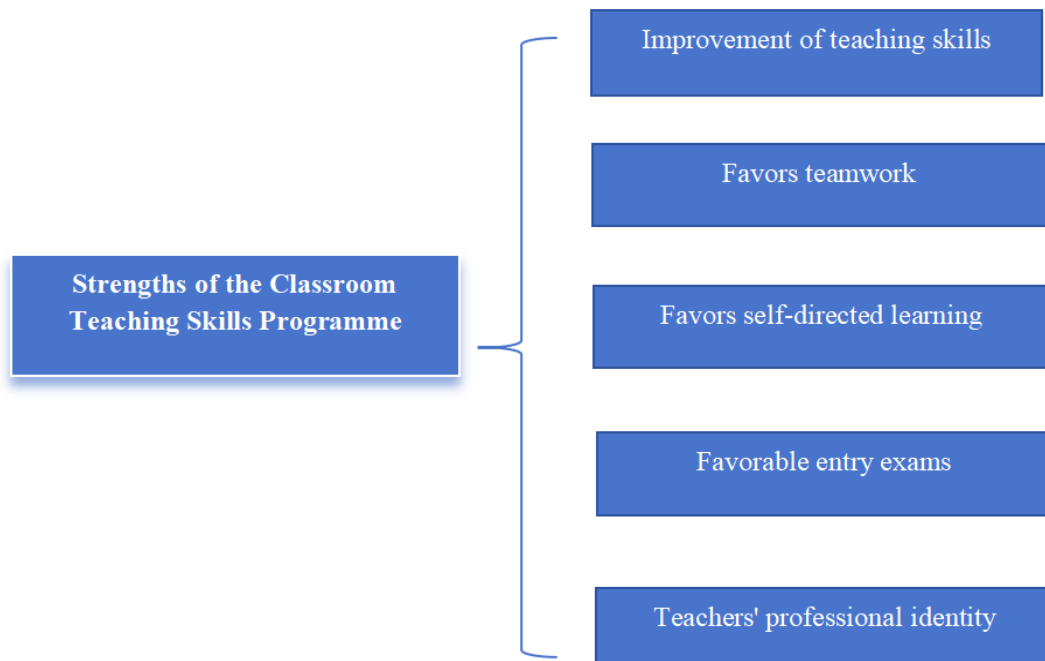 Improvement of teaching skills
Favors teamwork
Strengths of the Classroom
Teaching Skills Programme
Favors self-directed learning
Favorable entry exams
Teachers' professional identity